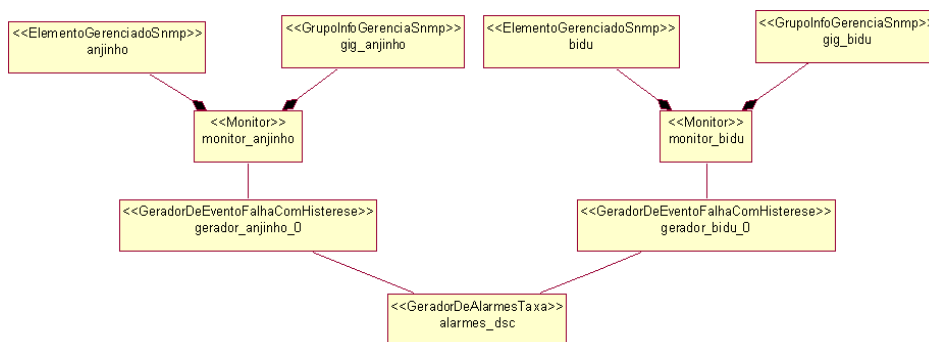 <<ElementoGerenciadoSnmp>>
anjinho
<<GrupoInfoGerenciaSnmp>>
gig_anjinho
<<ElementoGerenciadoSnmp>>
bidu
<<GrupoInfoGerenciaSnmp>>
gig_bidu
<<Monitor>>
monitor_anjinho
<<Monitor>>
monitor_bidu
<<GeradorDeEventoFalhaComHisterese>>
gerador_anjinho_0
<<GeradorDeEventoFalhaComHisterese>>
gerador_bidu_0
<<GeradorDeAlarmesTaxa>>
alarmes_dsc